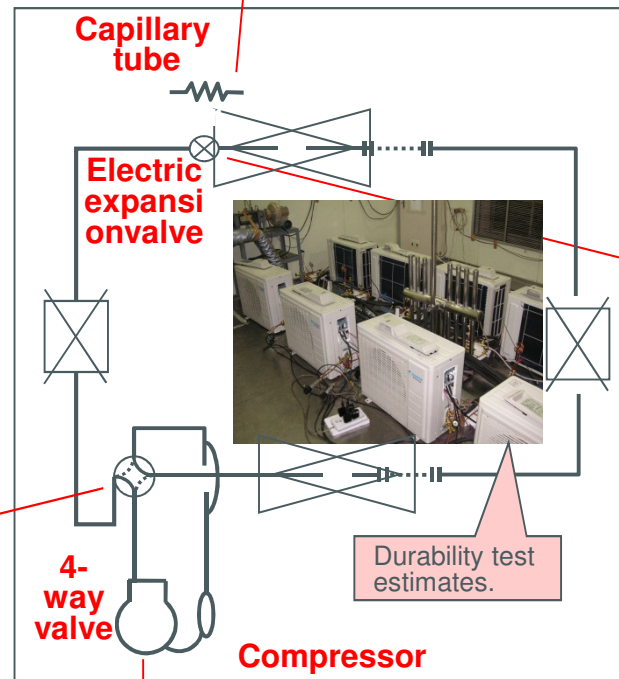 Capillary
tube
Electric
expansi
onvalve
Durability test
estimates.
4-
way
valve
Compressor